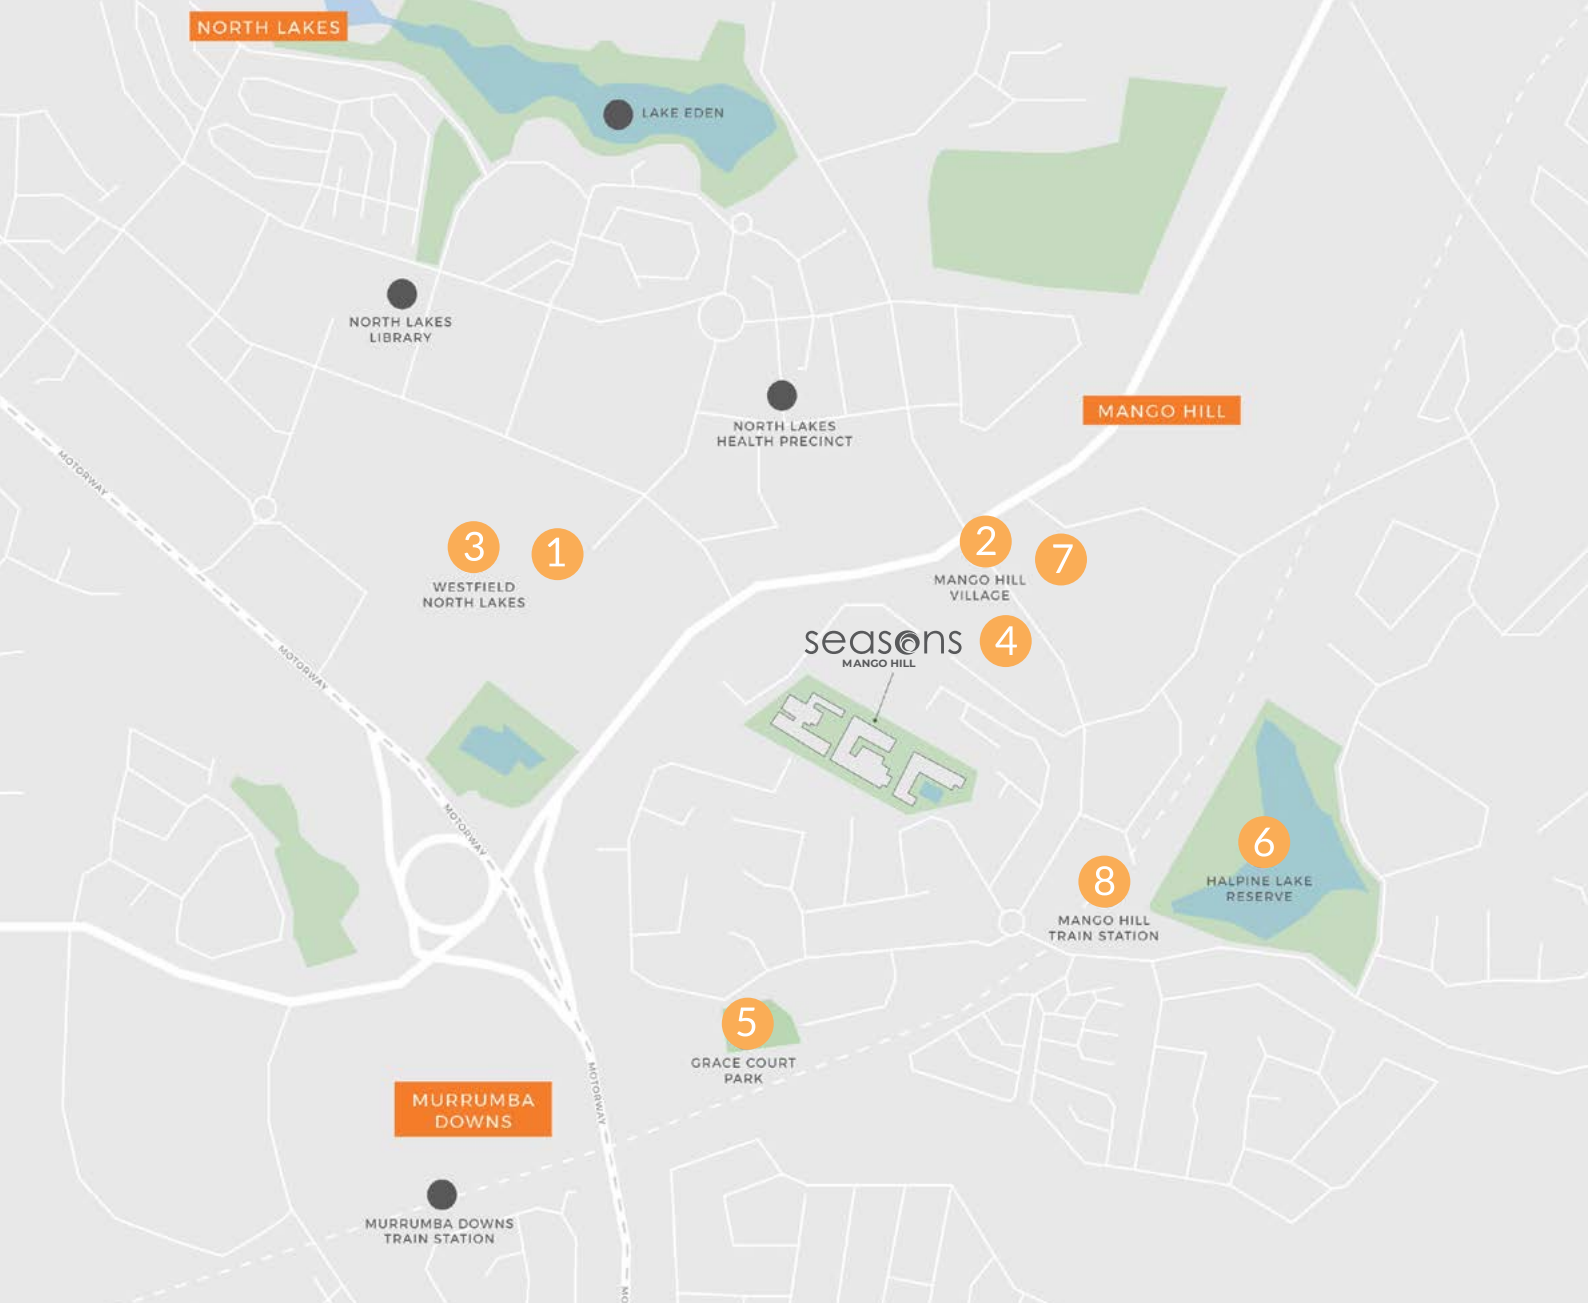 NORTH LAKES
LAKE EDEN
NORTH LAKES
LIBRARY
NORTH LAKES
HEALTH PRECINCT
MANGO HILL
MOTORWAY
3
1
WESTFIELD
NORTH LAKES
2
7
MANGO HILL
VILLAGE
seasons
MANGO HILL
4
MOTORWAY
MOTORWAY
6
HALPINE LAKE
RESERVE
8
MANGO HILL
TRAIN STATION
5
GRACE COURT
PARK
MOTORWAY
MURRUMBA
DOWNS
MURRUMBA DOWNS
TRAIN STATION
MO